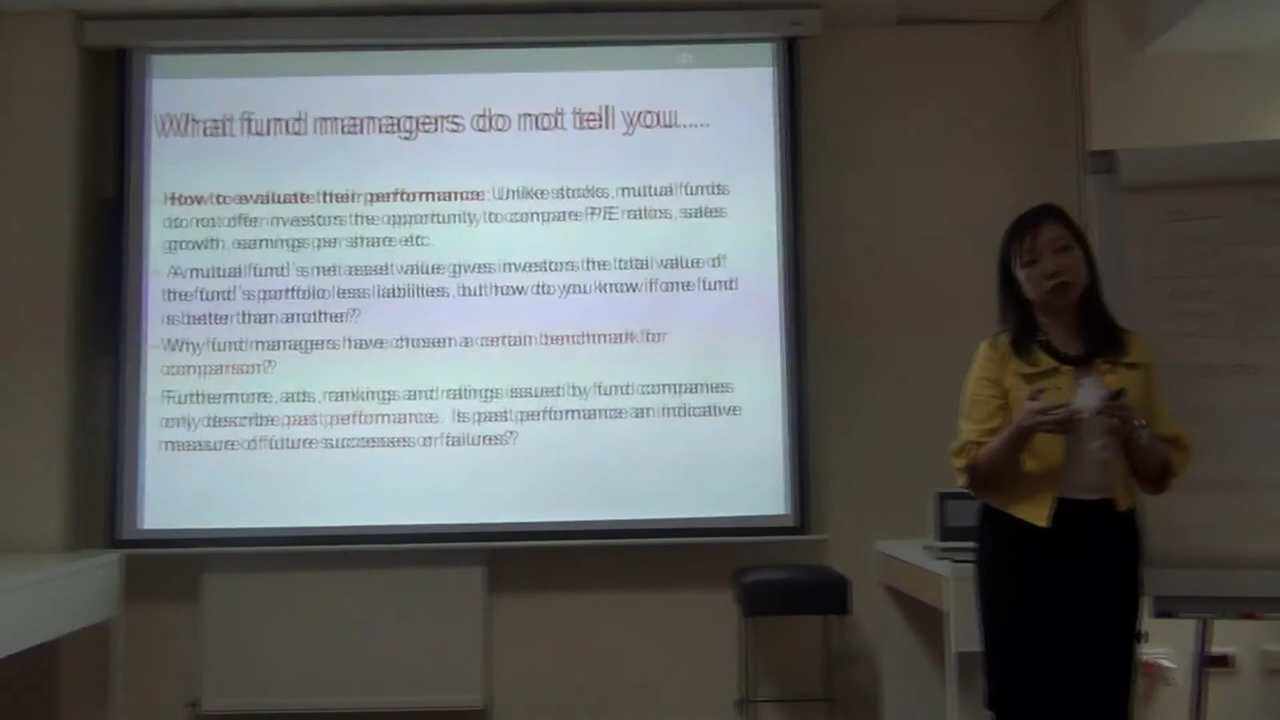 What fund managers do not tell you.....
How to evaluate their performance: Unlike stocks, mutual funds
do not offer investors the opportunity to compare P/E ratios, sales
growth, earnings per share etc.
A mutual fund's net asset value gives investors the total value of
the fund's portfolio less liabilities, but how do you know if one fund
is better than another?
Why fund managers have chosen a certain benchmark for
comparison?
Furthermore, ads, rankings and ratings issued by fund companies
only describe past performance. Is past performance an indicative
measure of future successes or failures?